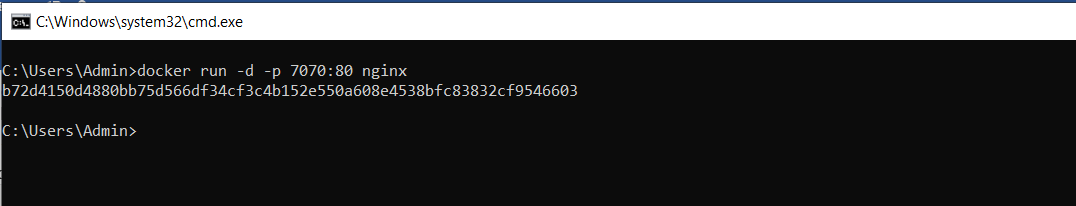 C:\Windows\system32\cmd.exe
C:\Users\Admin>docker run -d -p 7070:80 nginx
b72d4150d4880bb75d566df34cf3c4b152e550a608e4538bfc83832cf9546603
C:\Users\Admin>